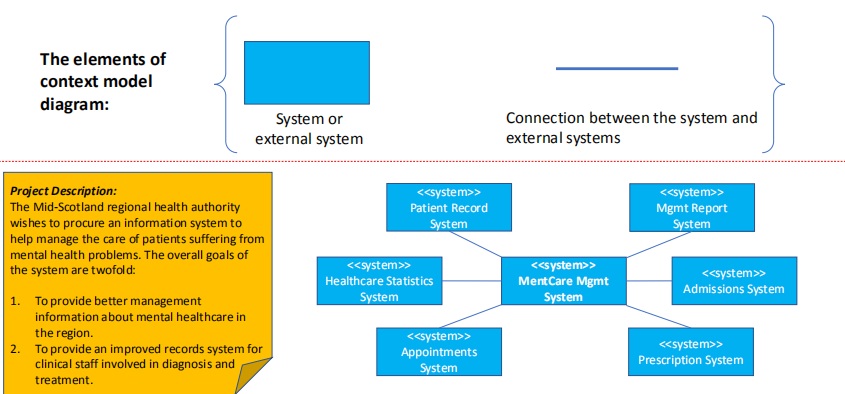 The elements of
context model
diagram:
System or
external system
Connection between the system and
external systems
Project Description:
The Mid-Scotland regional health authority
wishes to procure an information system to
help manage the care of patients suffering from
mental health problems. The overall goals of
the system are twofold:
1. To provide better management
information about mental healthcare in
the region.
2. To provide an improved records system for
clinical staff involved in diagnosis and
treatment.
<<system>>
Patient Record
System
<<system>>
Mgmt Report
System
<<system>>
Healthcare Statistics
System
<<system>>
MentCare Mgmt
System
<<system>>
Admissions System
<<system>>
Appointments
System
<<system>>
Prescription System